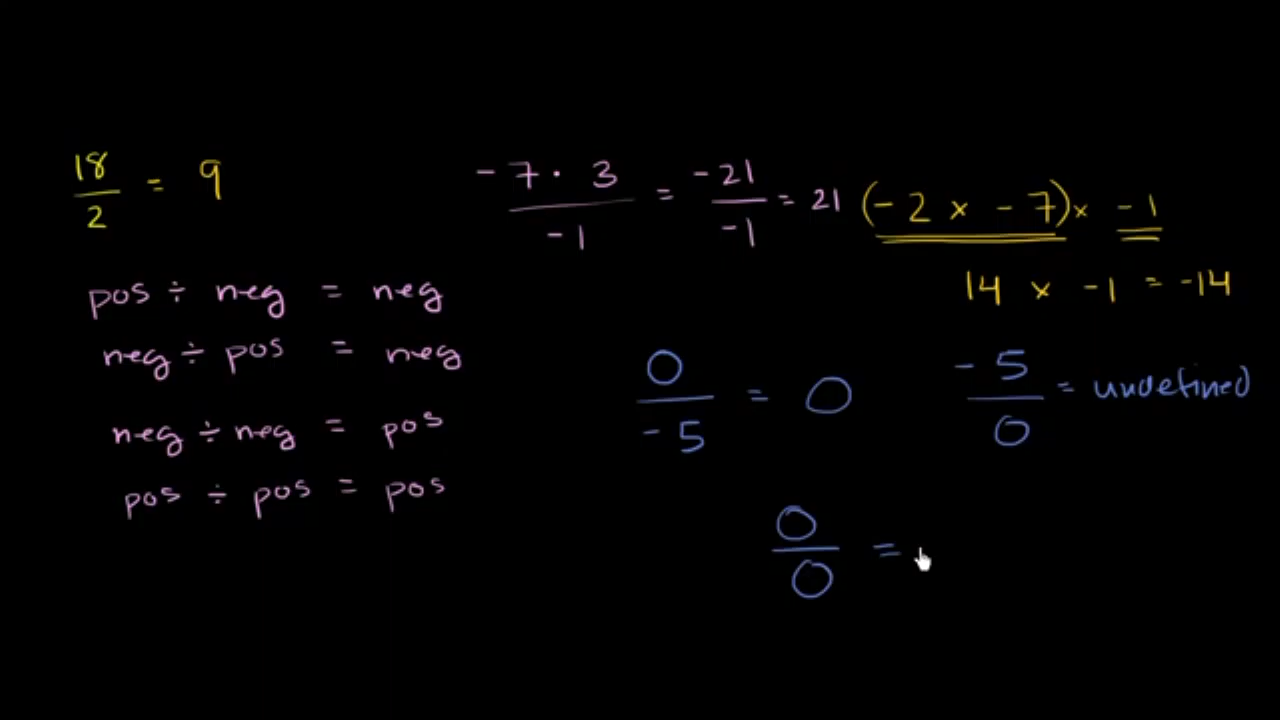 18/2 = 9
-7 · 3/-1 = -21/-1 = 21
(-2 x -7) x -1
14 x -1 = -14
pos ÷ neg = neg
neg ÷ pos = neg
neg ÷ neg = pos
pos ÷ pos = pos
0/-5 = 0
-5/0 = undefined
0/0 =